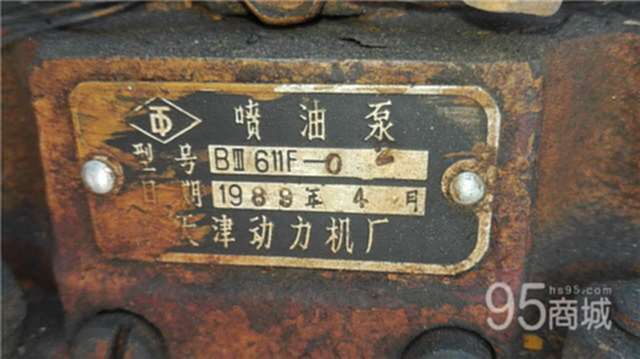 喷油泵
型号 BⅢ611F-0
日期 1989年 4 月
天津动力机厂
95商城
hs95.com